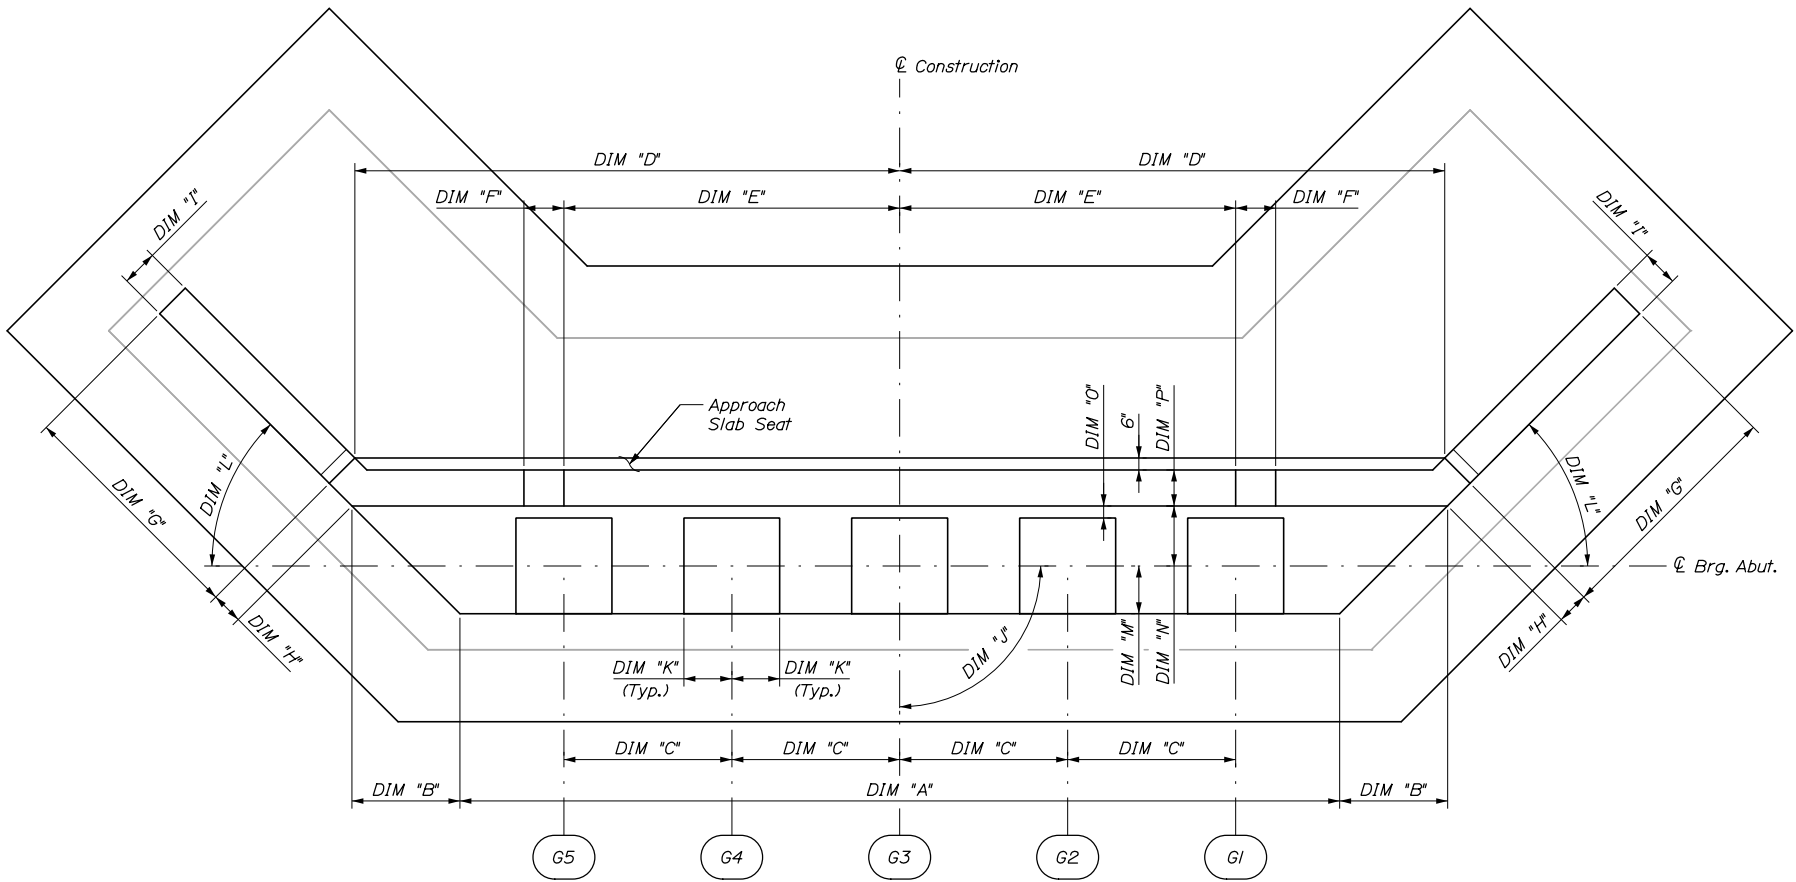 ℄ Construction
DIM "D" DIM "D"
DIM "F" DIM "E" DIM "E" DIM "F"
DIM "I" DIM "I"
DIM "O" 6" DIM "P"
Approach
Slab Seat
DIM "L" DIM "L"
DIM "G" DIM "G"
℄ Brg. Abut.
DIM "H" DIM "J" DIM "M" DIM "N" DIM "H"
DIM "K" DIM "K"
(Typ.) (Typ.)
DIM "C" DIM "C" DIM "C" DIM "C"
DIM "B" DIM "A" DIM "B"
G5 G4 G3 G2 G1